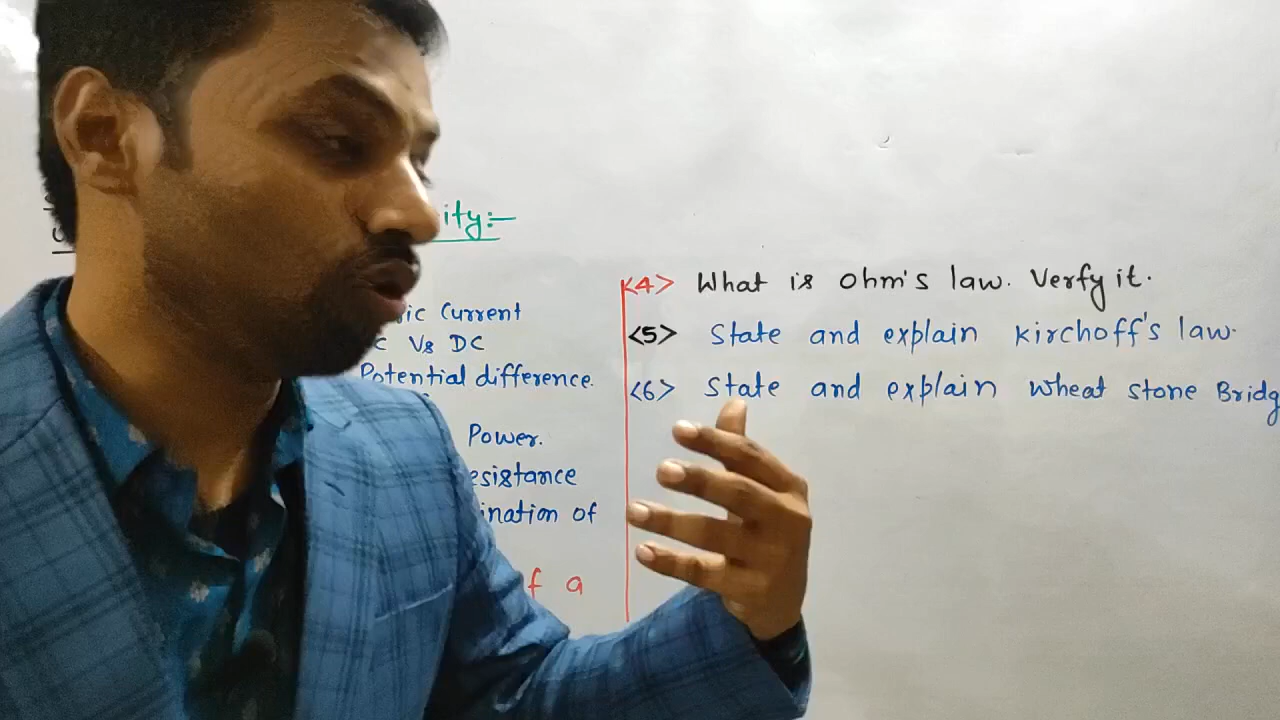 ity:-
Current
Vs DC
Potential difference.
Power.
esistance
ination of
f a
<4> What is Ohm's law. Verfy it.
<5> State and explain Kirchoff's law.
<6> State and explain wheat stone Bridg